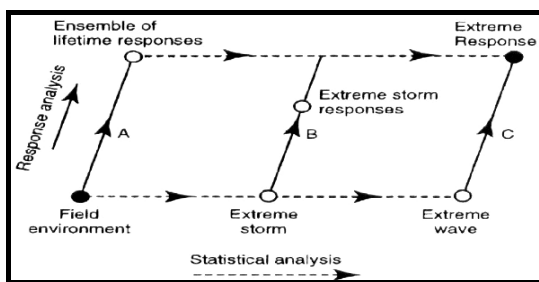 Ensemble of
lifetime responses
Extreme
Response
Response analysis
Extreme storm
responses
A
B
C
Field
environment
Extreme
storm
Extreme
wave
Statistical analysis